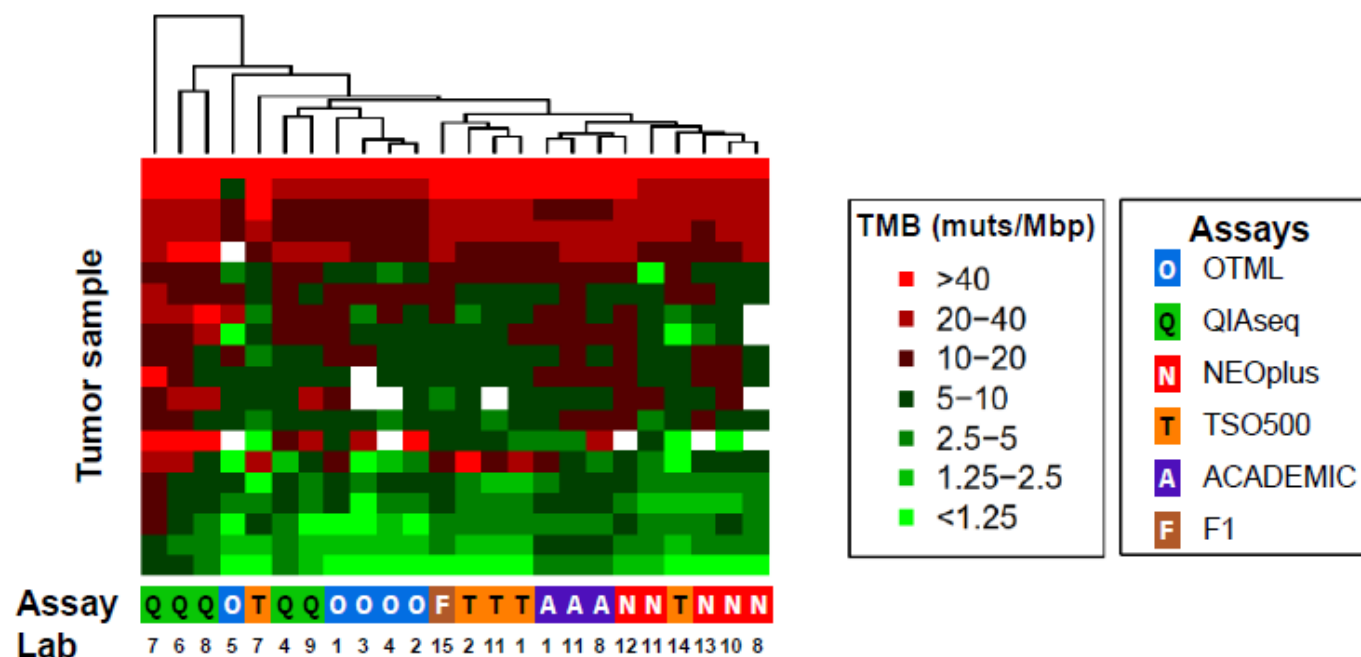 TMB (muts/Mbp)
>40
20−40
10−20
5−10
2.5−5
1.25−2.5
<1.25
Assays
O OTML
Q QIAseq
N NEOplus
T TSO500
A ACADEMIC
F F1
Tumor sample
Assay Q Q Q O T Q Q O O O O F T T T A A A N N T N N N
Lab 7 6 8 5 7 4 9 1 3 4 2 15 2 11 1 1 11 8 12 11 14 13 10 8